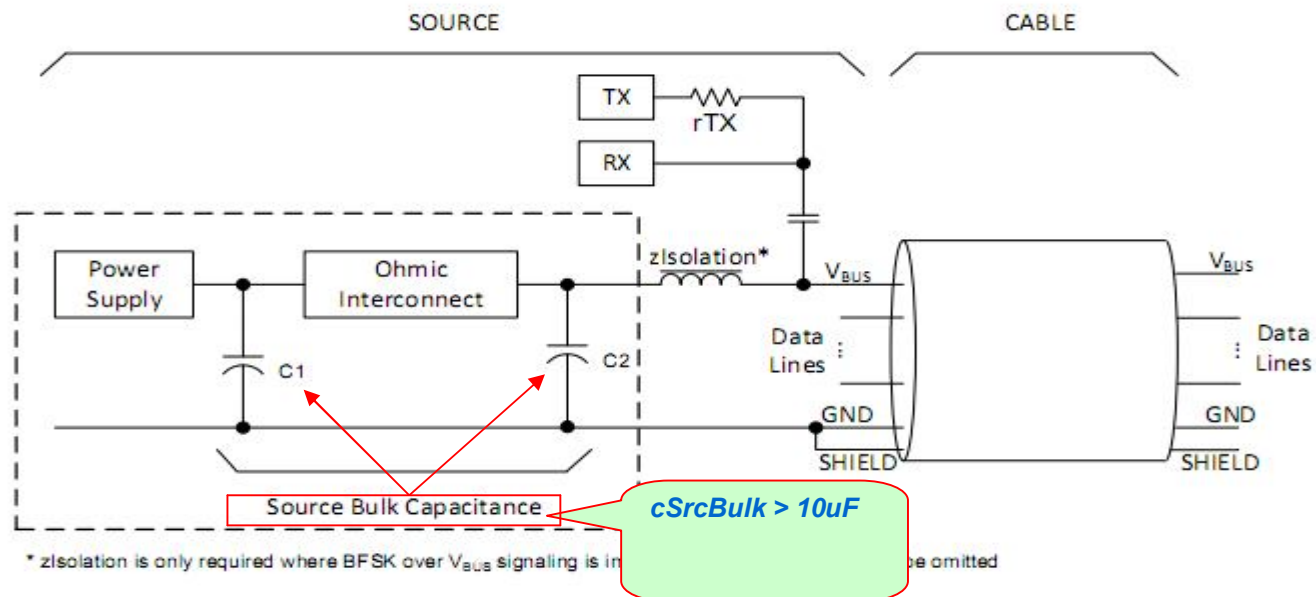 SOURCE
CABLE
TX
rTX
RX
Power
Supply
Ohmic
Interconnect
zIsolation*
VBUS
VBUS
C1
C2
Data
Lines
Data
Lines
GND
GND
SHIELD
SHIELD
Source Bulk Capacitance
cSrcBulk > 10uF
* zIsolation is only required where BFSK over VBUS signaling is be omitted